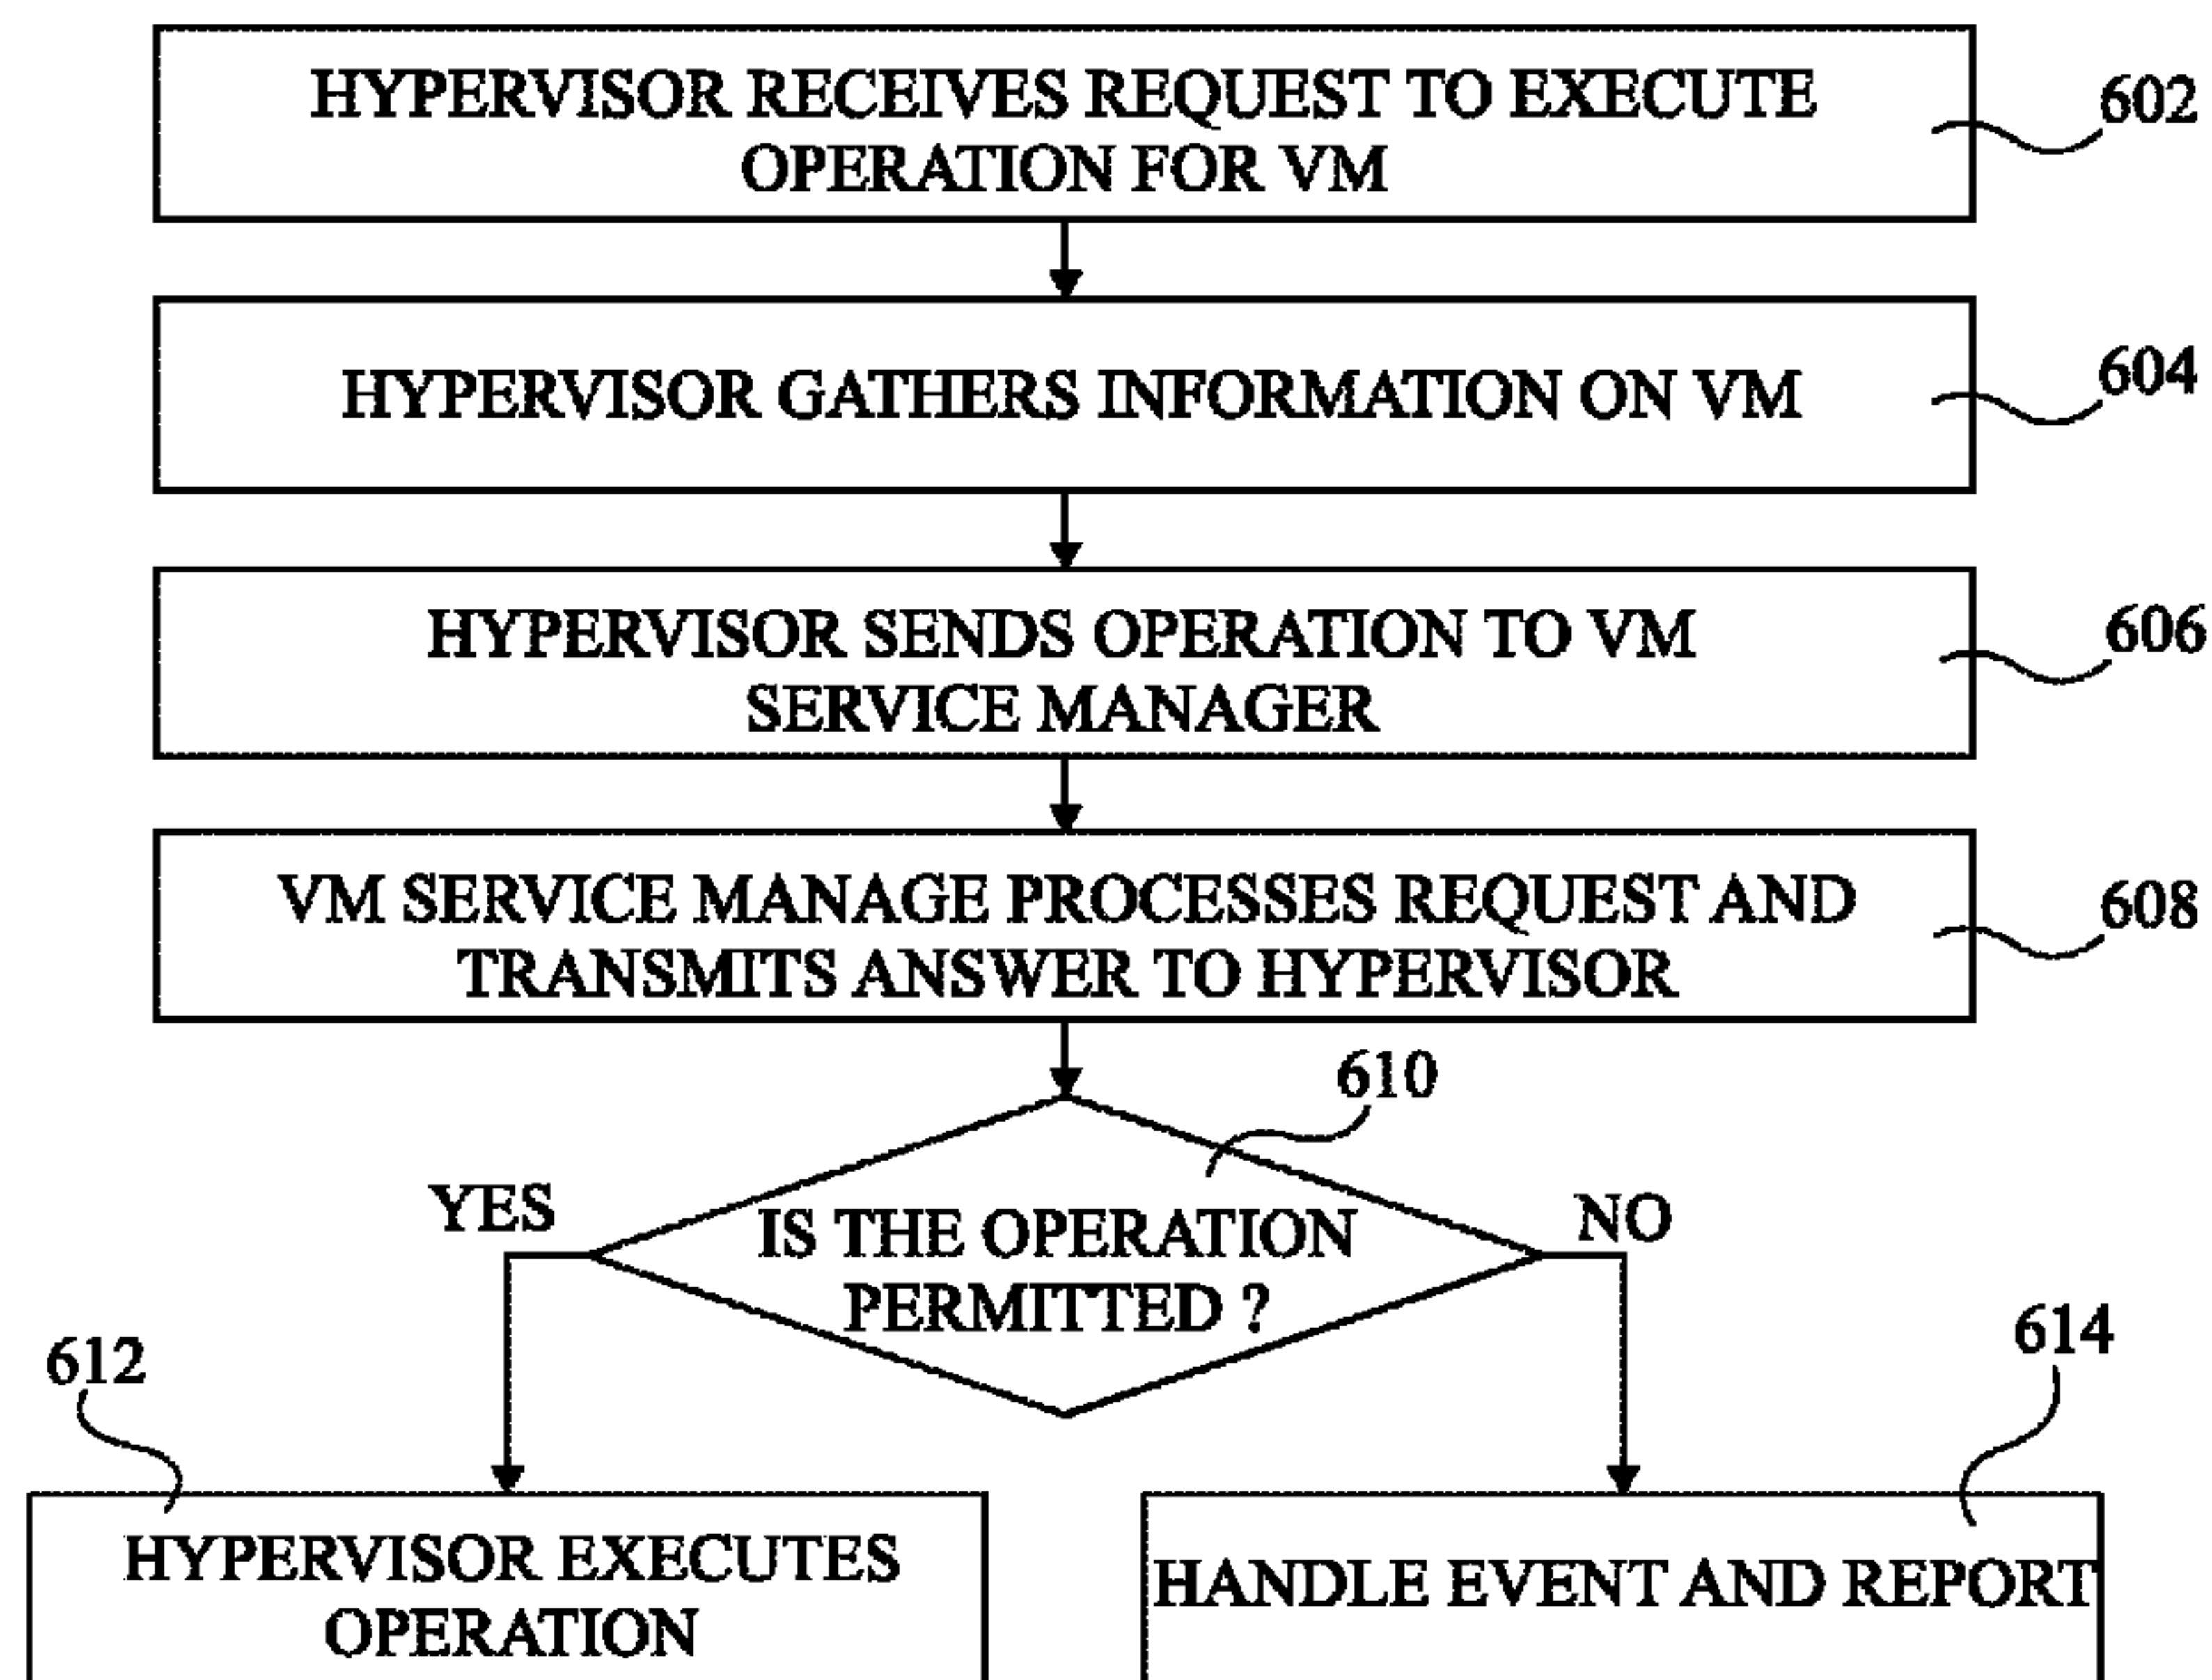 HYPERVISOR RECEIVES REQUEST TO EXECUTE
OPERATION FOR VM
602
HYPERVISOR GATHERS INFORMATION ON VM
604
HYPERVISOR SENDS OPERATION TO VM
SERVICE MANAGER
606
VM SERVICE MANAGE PROCESSES REQUEST AND
TRANSMITS ANSWER TO HYPERVISOR
608
610
YES
IS THE OPERATION
PERMITTED ?
NO
612
614
HYPERVISOR EXECUTES
OPERATION
HANDLE EVENT AND REPORT